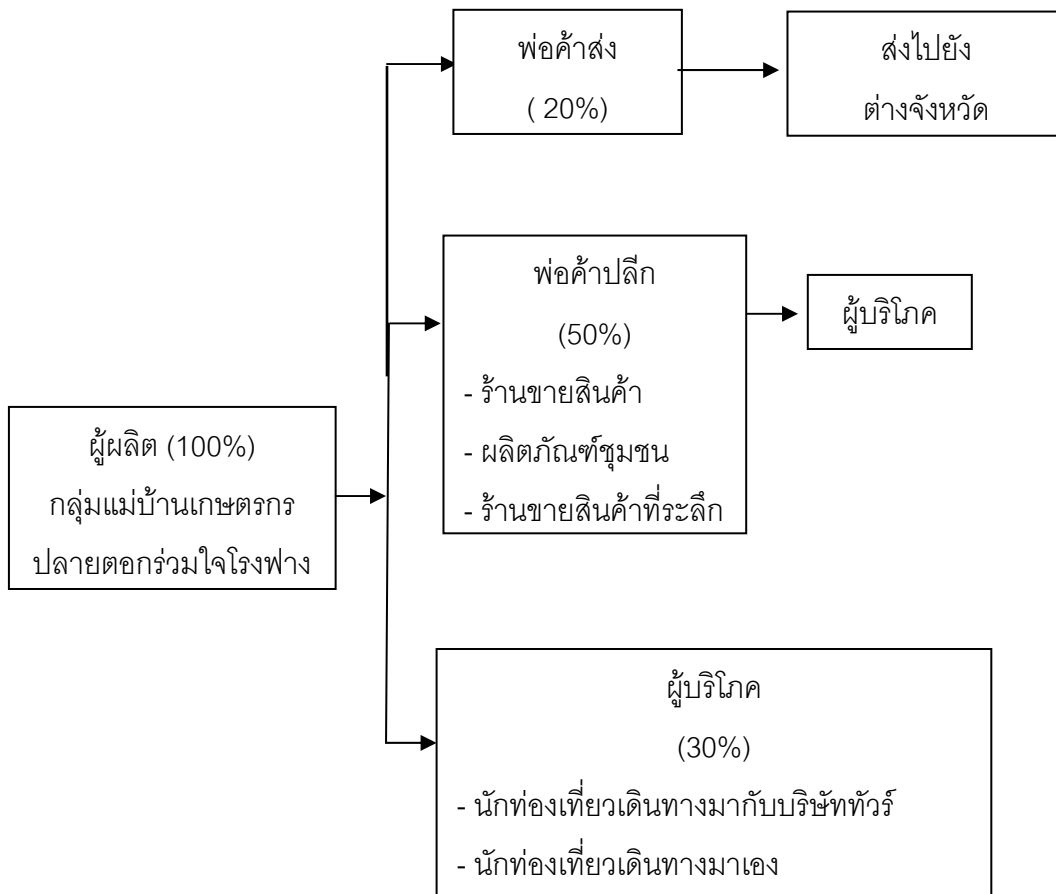 พ่อค้าส่ง
( 20%)
ส่งไปยัง
ต่างจังหวัด
พ่อค้าปลีก
(50%)
- ร้านขายสินค้า
- ผลิตภัณฑ์ชุมชน
- ร้านขายสินค้าที่ระลึก
ผู้บริโภค
ผู้ผลิต (100%)
กลุ่มแม่บ้านเกษตรกร
ปลายตอกร่วมใจโรงฟาง
ผู้บริโภค
(30%)
- นักท่องเที่ยวเดินทางมากับบริษัททัวร์
- นักท่องเที่ยวเดินทางมาเอง